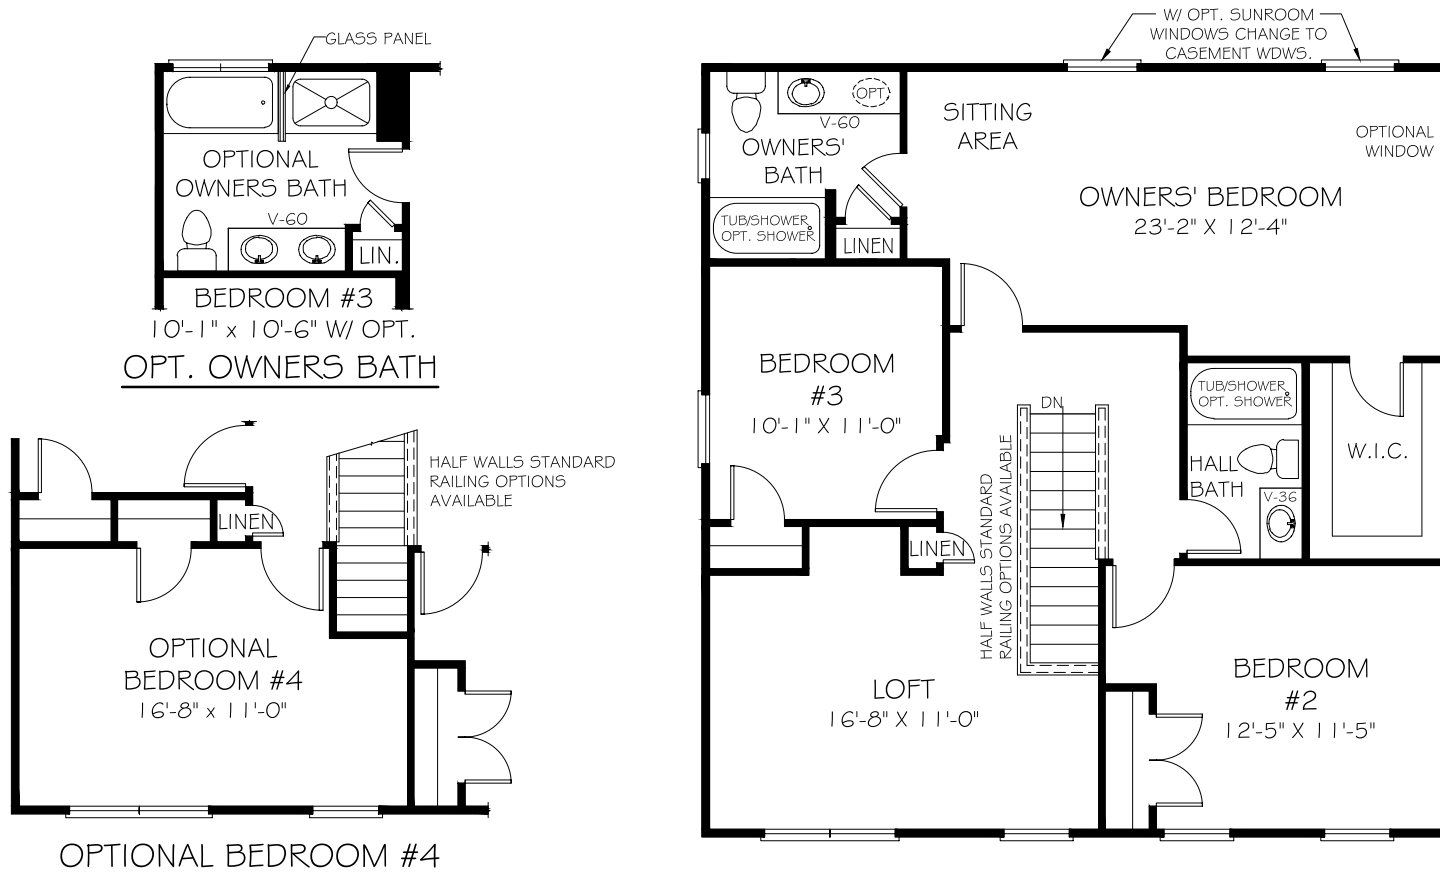 GLASS PANEL
OPTIONAL
OWNERS BATH
V-60
LIN.
BEDROOM #3
10'-1" x 10'-6" W/ OPT.
OPT. OWNERS BATH
HALF WALLS STANDARD
RAILING OPTIONS
AVAILABLE
LINEN
OPTIONAL
BEDROOM #4
16'-8" x 11'-0"
OPTIONAL BEDROOM #4
W/ OPT. SUNROOM
WINDOWS CHANGE TO
CASEMENT WDWS.
OPT.
V-60
OWNERS'
BATH
SITTING
AREA
OPTIONAL
WINDOW
OWNERS' BEDROOM
23'-2" X 12'-4"
TUB/SHOWER
OPT. SHOWER
LINEN
BEDROOM
#3
10'-1" X 11'-0"
DN
TUB/SHOWER
OPT. SHOWER
HALL
BATH
V-36
W.I.C.
LINEN
HALF WALLS STANDARD
RAILING OPTIONS AVAILABLE
LOFT
16'-8" X 11'-0"
BEDROOM
#2
12'-5" X 11'-5"